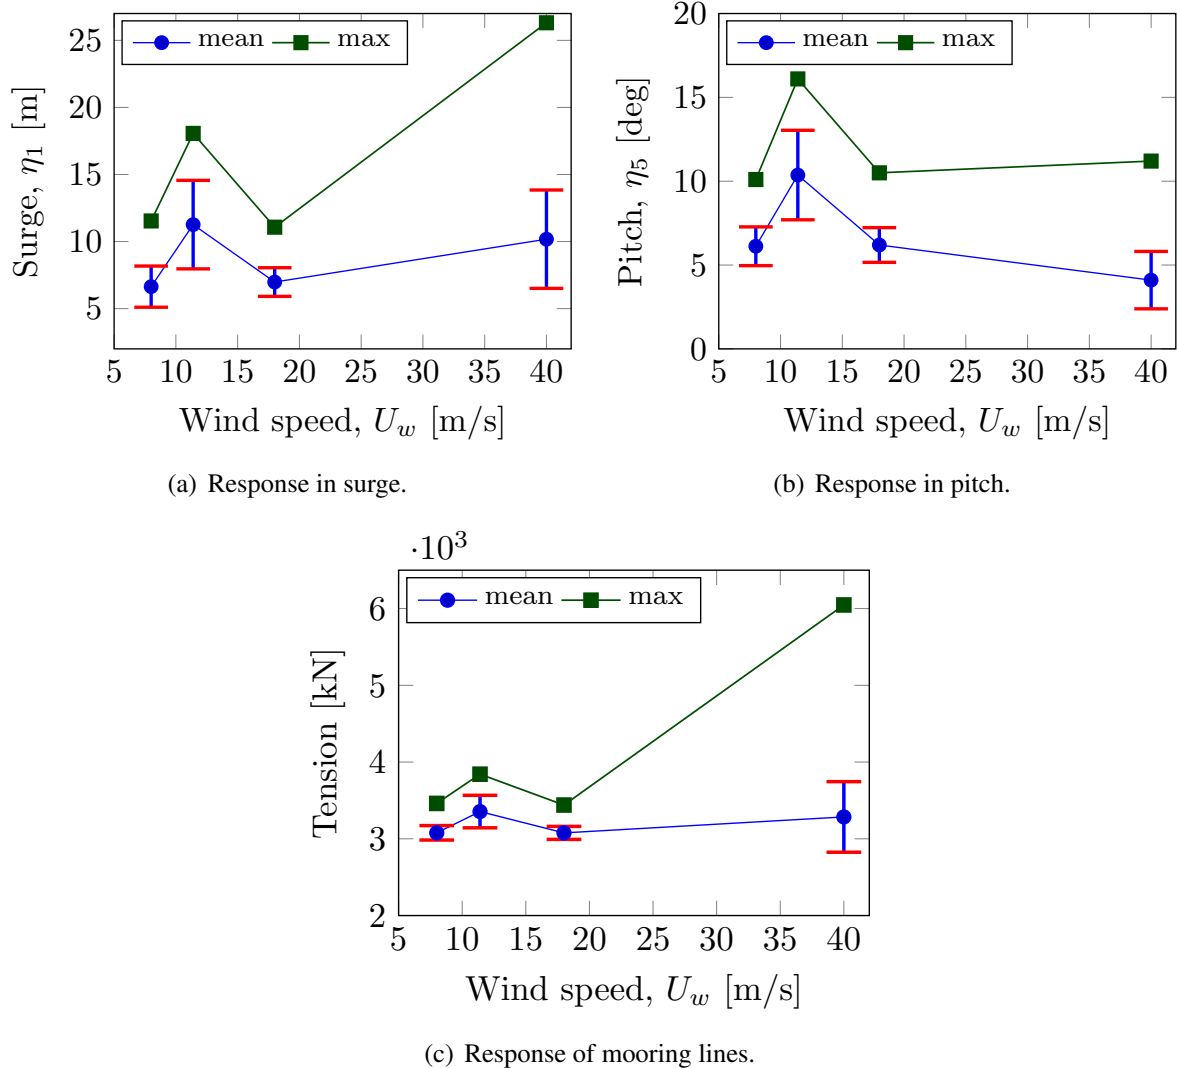 mean max
25
20
15
10
5
Surge, η₁ [m]
5 10 15 20 25 30 35 40
Wind speed, U_w [m/s]
(a) Response in surge.
mean max
20
15
10
5
0
Pitch, η₅ [deg]
5 10 15 20 25 30 35 40
Wind speed, U_w [m/s]
(b) Response in pitch.
·10³
mean max
6
5
4
3
2
Tension [kN]
5 10 15 20 25 30 35 40
Wind speed, U_w [m/s]
(c) Response of mooring lines.